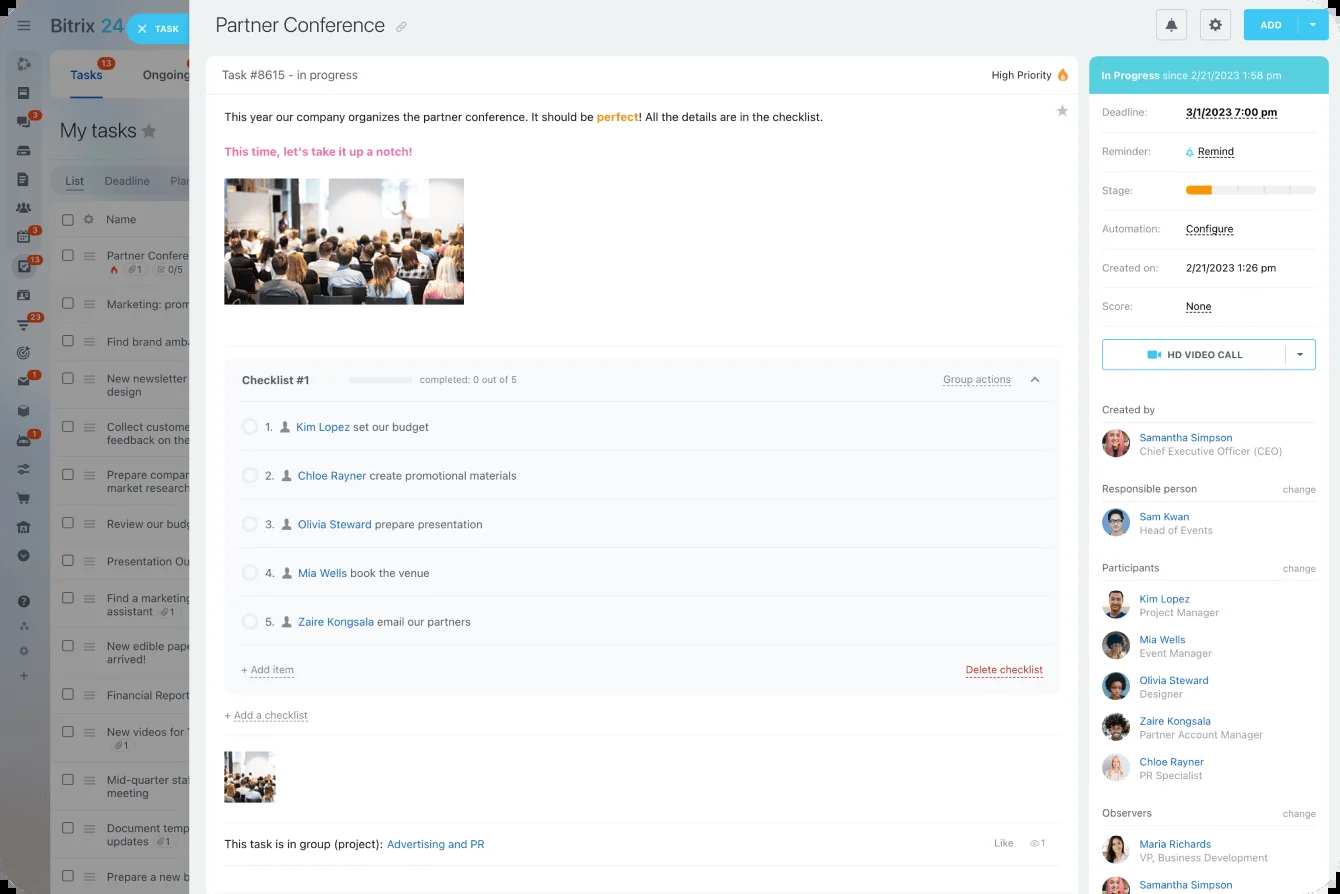 Bitrix 24
TASK
Partner Conference
ADD
Tasks 13
Ongoing
My tasks
List Deadline
Name
3
3
13
23
1
1
Partner Confere
1 0/5
Marketing: prom
Find brand amba
New newsletter
design
Collect custome
feedback on the
Prepare compar
market research
Review our budg
Presentation Ou
Find a marketing
assistant 1
New edible pape
arrived!
Financial Report
New videos for
1
Mid-quarter staf
meeting
Document temp
updates 1
Prepare a new b
Task #8615 - in progress
High Priority
This year our company organizes the partner conference. It should be perfect! All the details are in the checklist.
This time, let's take it up a notch!
Checklist #1
completed: 0 out of 5
Group actions
1. Kim Lopez set our budget
2. Chloe Rayner create promotional materials
3. Olivia Steward prepare presentation
4. Mia Wells book the venue
5. Zaire Kongsala email our partners
+ Add item
Delete checklist
+ Add a checklist
This task is in group (project): Advertising and PR
Like 1
In Progress since 2/21/2023 1:58 pm
Deadline: 3/1/2023 7:00 pm
Reminder: Remind
Stage:
Automation: Configure
Created on: 2/21/2023 1:26 pm
Score: None
HD VIDEO CALL
Created by
Samantha Simpson
Chief Executive Officer (CEO)
Responsible person change
Sam Kwan
Head of Events
Participants change
Kim Lopez
Project Manager
Mia Wells
Event Manager
Olivia Steward
Designer
Zaire Kongsala
Partner Account Manager
Chloe Rayner
PR Specialist
Observers change
Maria Richards
VP, Business Development
Samantha Simpson